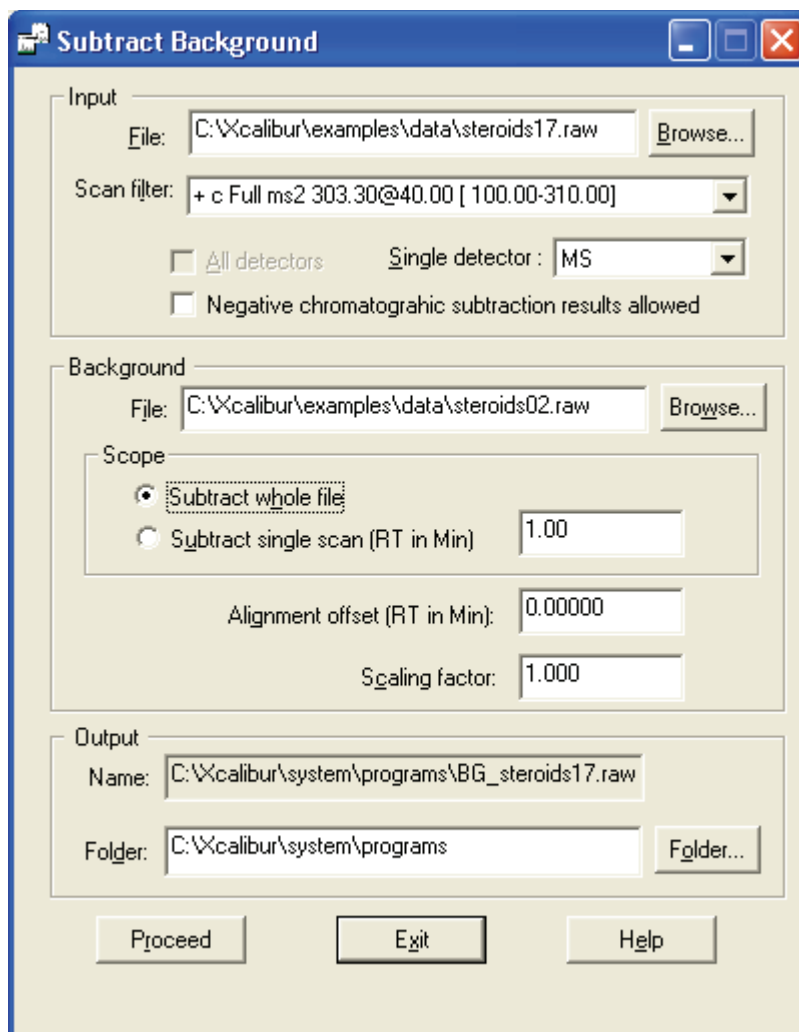 Subtract Background
Input
File: C:\Xcalibur\examples\data\steroids17.raw Browse...
Scan filter: + c Full ms2 303.30@40.00 [ 100.00-310.00]
All detectors Single detector : MS
Negative chromatograhic subtraction results allowed
Background
File: C:\Xcalibur\examples\data\steroids02.raw Browse...
Scope
Subtract whole file
Subtract single scan (RT in Min) 1.00
Alignment offset (RT in Min): 0.00000
Scaling factor: 1.000
Output
Name: C:\Xcalibur\system\programs\BG_steroids17.raw
Folder: C:\Xcalibur\system\programs Folder...
Proceed Exit Help